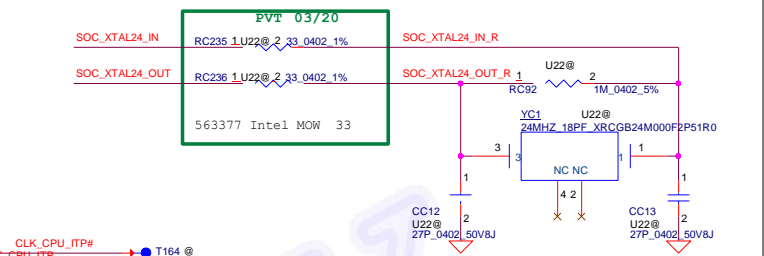 PVT 03/20
SOC_XTAL24_IN
RC235 1 U22@ 2 33_0402_1%
SOC_XTAL24_IN_R
SOC_XTAL24_OUT
RC236 1 U22@ 2 33_0402_1%
SOC_XTAL24_OUT_R
1
U22@
2
RC92
1M_0402_5%
563377 Intel MOW 33
YC1 U22@
24MHZ_18PF_XRCGB24M000F2P51R0
3
3
1
1
NC NC
4 2
1
1
2
2
CC12
U22@
27P_0402_50V8J
CC13
U22@
27P_0402_50V8J
CLK_CPU_ITP#
T164 @
CPU_ITP